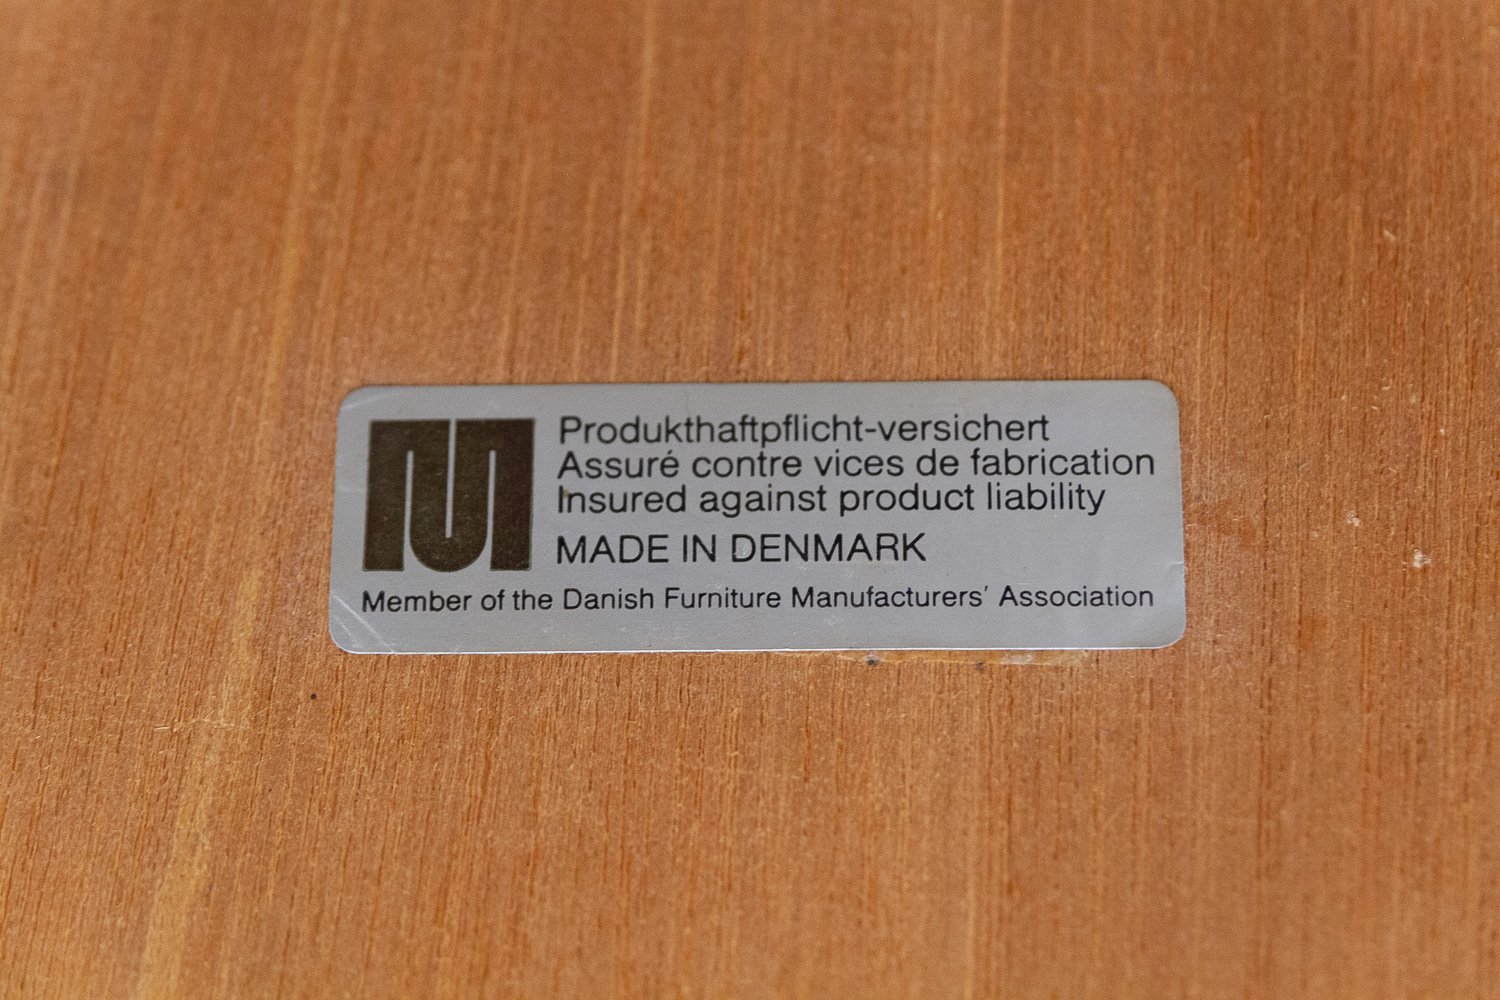 Produkthaftpflicht-versichert
Assuré contre vices de fabrication
Insured against product liability
MADE IN DENMARK
Member of the Danish Furniture Manufacturers' Association